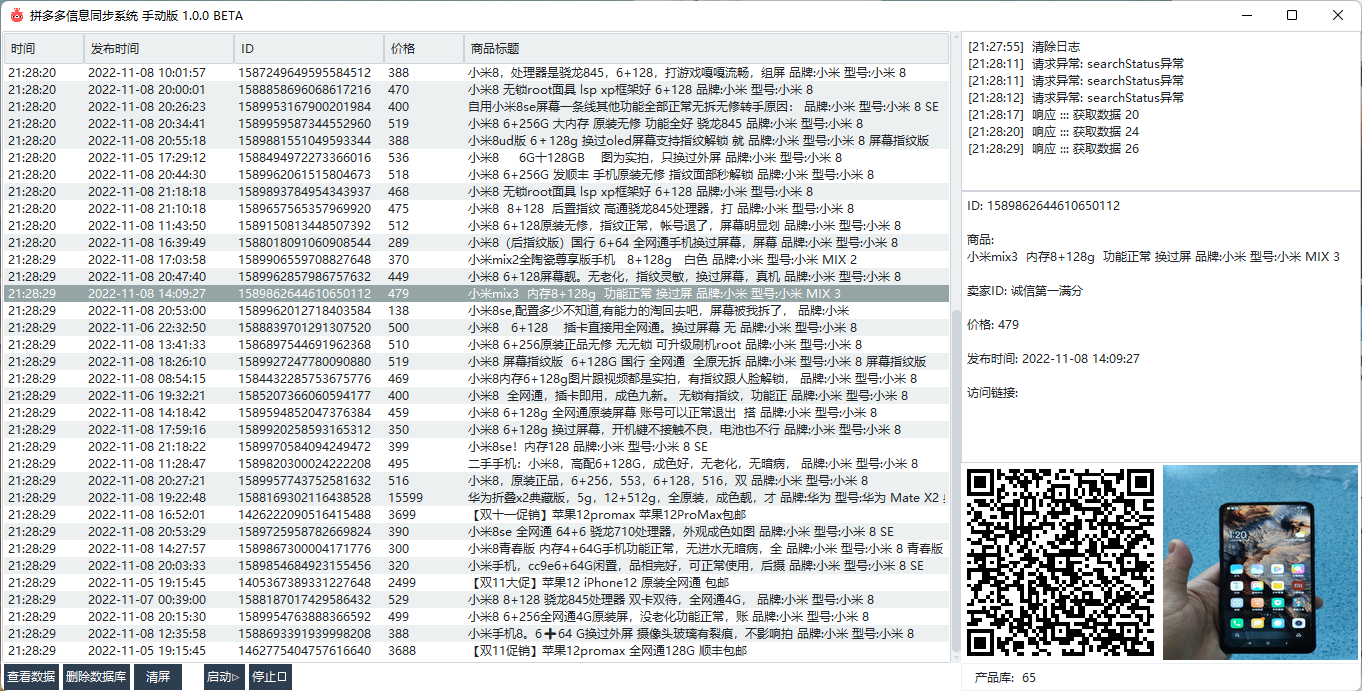 拼多多信息同步系统 手动版 1.0.0 BETA
时间 发布时间 ID 价格 商品标题
21:28:20 2022-11-08 10:01:57 1587249649595584512 388 小米8，处理器是骁龙845，6+128，打游戏嘎嘎流畅，组屏 品牌:小米 型号:小米 8
21:28:20 2022-11-08 20:00:01 1588858696068617216 470 小米8 无锁root面具 lsp xp框架好 6+128 品牌:小米 型号:小米 8
21:28:20 2022-11-08 20:26:23 1589953167900201984 400 自用小米8se屏幕一条线其他功能全部正常无拆无修转手原因： 品牌:小米 型号:小米 8 SE
21:28:20 2022-11-08 20:34:41 1589959587344552960 519 小米8 6+256G 大内存 原装无修 功能全好 骁龙845 品牌:小米 型号:小米 8
21:28:20 2022-11-08 20:55:18 1589881551049593344 388 小米8ud版 6＋128g 换过oled屏幕支持指纹解锁 就 品牌:小米 型号:小米 8 屏幕指纹版
21:28:20 2022-11-05 17:29:12 1588494972273366016 536 小米8 6G十128GB 图为实拍，只换过外屏 品牌:小米 型号:小米 8
21:28:20 2022-11-08 20:44:30 1589962061515804673 518 小米8 6+256G 发顺丰 手机原装无修 指纹面部秒解锁 品牌:小米 型号:小米 8
21:28:20 2022-11-08 21:18:18 1589893784954343937 468 小米8 无锁root面具 lsp xp框架好 6+128 品牌:小米 型号:小米 8
21:28:20 2022-11-08 21:10:18 1589657565357969920 475 小米8 8+128 后置指纹 高通骁龙845处理器，打 品牌:小米 型号:小米 8
21:28:20 2022-11-08 11:43:50 1589150813448507392 512 小米8 6+128原装无修，指纹正常，帐号退了，屏幕明显划 品牌:小米 型号:小米 8
21:28:20 2022-11-08 16:39:49 1588018091060908544 289 小米8（后指纹版）国行 6+64 全网通手机换过屏幕，屏幕 品牌:小米 型号:小米 8
21:28:20 2022-11-08 17:03:58 1589906559708827648 370 小米mix2全陶瓷尊享版手机 8+128g 白色 品牌:小米 型号:小米 MIX 2
21:28:20 2022-11-08 20:47:40 1589962857986757632 449 小米8 6+128屏幕靓。无老化，指纹灵敏，换过屏幕，真机 品牌:小米 型号:小米 8
21:28:29 2022-11-08 14:09:27 1589862644610650112 479 小米mix3 内存8+128g 功能正常 换过屏 品牌:小米 型号:小米 MIX 3
21:28:29 2022-11-08 20:53:00 1589962012718403584 138 小米8se,配置多少不知道,有能力的淘回去吧，屏幕被我拆了， 品牌:小米
21:28:29 2022-11-06 22:32:50 1588839701291307520 500 小米8 6+128 插卡直接用全网通。换过屏幕 无 品牌:小米 型号:小米 8
21:28:29 2022-11-08 13:41:33 1586897544691962368 510 小米8 6+256原装正品无修 无无锁 可升级刷机root 品牌:小米 型号:小米 8
21:28:29 2022-11-08 18:26:10 1589927247780090880 519 小米8 屏幕指纹版 6+128G 国行 全网通 全原无拆 品牌:小米 型号:小米 8 屏幕指纹版
21:28:29 2022-11-08 08:54:15 1584432285753675776 469 小米8内存6+128g图片跟视频都是实拍，有指纹跟人脸解锁， 品牌:小米 型号:小米 8
21:28:29 2022-11-06 19:32:21 1585207366060594177 400 小米8 全网通，插卡即用，成色九新。 无锁有指纹，功能正 品牌:小米 型号:小米 8
21:28:29 2022-11-08 14:18:42 1589594852047376384 459 小米8 6+128g 全网通原装屏幕 账号可以正常退出 搭 品牌:小米 型号:小米 8
21:28:29 2022-11-08 17:59:16 1589920258593165312 350 小米8 6+128g 换过屏幕，开机键不接触不良，电池也不行 品牌:小米 型号:小米 8
21:28:29 2022-11-08 21:18:22 1589970584094249472 399 小米8se！内存128 品牌:小米 型号:小米 8 SE
21:28:29 2022-11-08 11:28:47 1589820300024222208 495 二手手机：小米8，高配6+128G，成色好，无老化，无暗病， 品牌:小米 型号:小米 8
21:28:29 2022-11-08 20:27:21 1589957743752581632 516 小米8，原装正品，6+256，553，6+128，516，双 品牌:小米 型号:小米 8
21:28:29 2022-11-08 19:22:48 1588169302116438528 15599 华为折叠x2典藏版，5g，12+512g，全原装，成色靓，才 品牌:华为 型号:华为 Mate X2
21:28:29 2022-11-08 16:52:01 1426222090516415488 3699 【双十一促销】苹果12promax 苹果12ProMax包邮
21:28:29 2022-11-08 20:53:29 1589725958782669824 390 小米8se 全网通 64+6 骁龙710处理器，外观成色如图 品牌:小米 型号:小米 8 SE
21:28:29 2022-11-08 14:27:57 1589867300004171776 300 小米8青春版 内存4+64G手机功能正常，无进水无暗病，全 品牌:小米 型号:小米 8 青春版
21:28:29 2022-11-08 20:03:33 1589854684923155456 320 小米手机，cc9e6+64G闲置，品相完好，可正常使用，后摄 品牌:小米 型号:小米 8 SE
21:28:29 2022-11-05 19:15:45 1405367389331227648 2499 【双11大促】苹果12 iPhone12 原装全网通 包邮
21:28:29 2022-11-07 00:39:00 1588187017429586432 529 小米8 8+128 骁龙845处理器 双卡双待，全网通4G， 品牌:小米 型号:小米 8
21:28:29 2022-11-08 20:15:30 1589954763888366592 499 小米8 6+256全网通4G原装屏，没老化功能正常，账 品牌:小米 型号:小米 8
21:28:29 2022-11-08 12:35:58 1588693391939998208 388 小米手机8。6➕64 G换过外屏 摄像头玻璃有裂痕，不影响拍 品牌:小米 型号:小米 8
21:28:29 2022-11-05 19:15:45 1462775404757616640 3688 【双11促销】苹果12promax 全网通128G 顺丰包邮
查看数据 删除数据库 清屏 启动▷ 停止□
[21:27:55] 清除日志
[21:28:11] 请求异常: searchStatus异常
[21:28:11] 请求异常: searchStatus异常
[21:28:12] 请求异常: searchStatus异常
[21:28:17] 响应 ::: 获取数据 20
[21:28:20] 响应 ::: 获取数据 24
[21:28:29] 响应 ::: 获取数据 26
ID: 1589862644610650112
商品:
小米mix3 内存8+128g 功能正常 换过屏 品牌:小米 型号:小米 MIX 3
卖家ID: 诚信第一满分
价格: 479
发布时间: 2022-11-08 14:09:27
访问链接:
1:20
产品库: 65